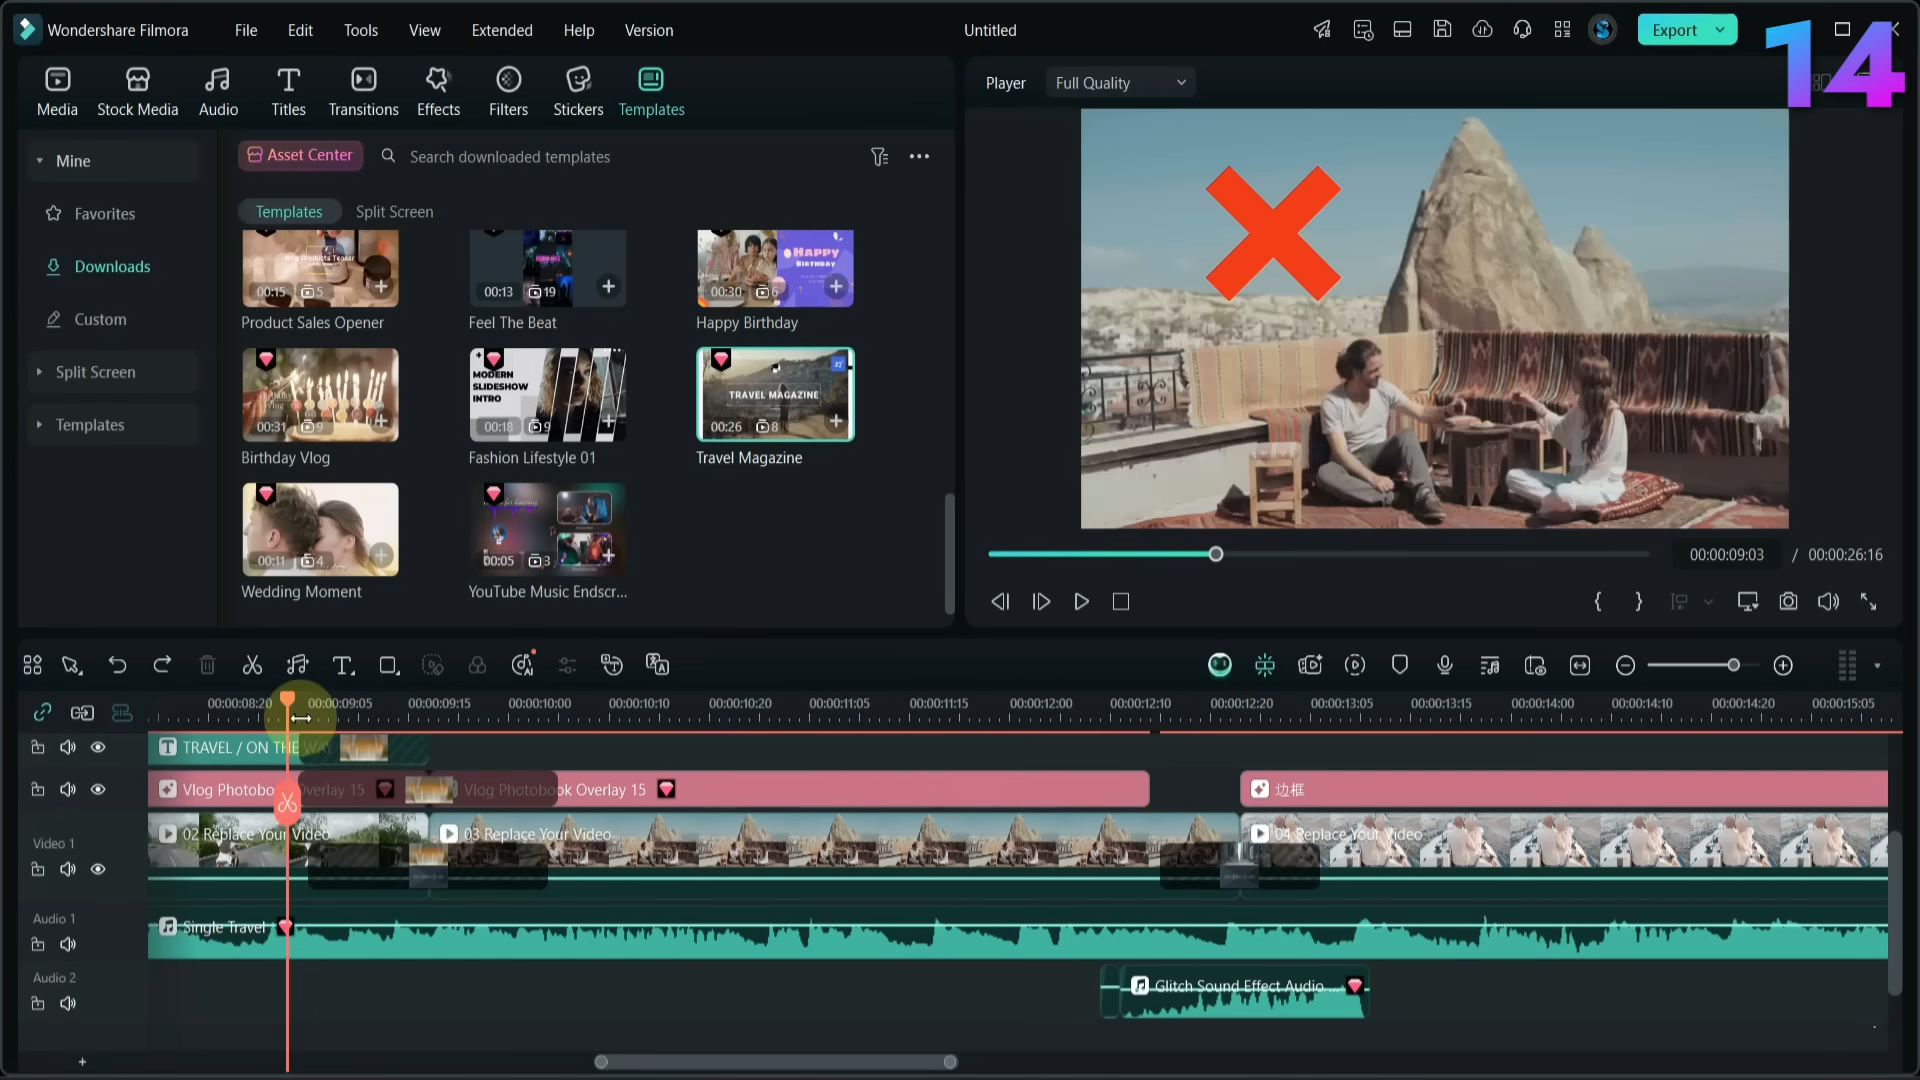 Wondershare Filmora File Edit Tools View Extended Help Version Untitled Export
14
Media Stock Media Audio Titles Transitions Effects Filters Stickers Templates
Player Full Quality
Mine
Asset Center Search downloaded templates
Favorites
Templates Split Screen
Downloads
Custom
Split Screen
Templates
00:15 5
00:13 19
HAPPY
BIRTHDAY
00:30 6
Product Sales Opener
Feel The Beat
Happy Birthday
00:31 9
MODERN
SLIDESHOW
INTRO
00:18 9
TRAVEL MAGAZINE
00:26 8
Birthday Vlog
Fashion Lifestyle 01
Travel Magazine
00:11 4
00:05 3
Wedding Moment
YouTube Music Endscr...
00:00:09:03 / 00:00:26:16
00:00:08:20 00:00:09:05 00:00:09:15 00:00:10:00 00:00:10:10 00:00:10:20 00:00:11:05 00:00:11:15 00:00:12:00 00:00:12:10 00:00:12:20 00:00:13:05 00:00:13:15 00:00:14:00 00:00:14:10 00:00:14:20 00:00:15:05
TRAVEL / ON THE WAY
Vlog Photobo Overlay 15 Vlog Photobook Overlay 15 边框
Video 1
02 Replace Your Video 03 Replace Your Video 04 Replace Your Video
Audio 1
Single Travel
Audio 2
Glitch Sound Effect Audio ...